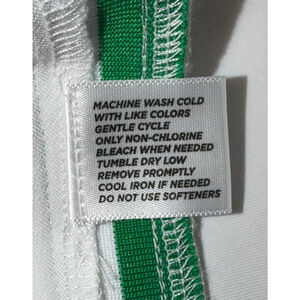 MACHINE WASH COLD
WITH LIKE COLORS
GENTLE CYCLE
ONLY NON-CHLORINE
BLEACH WHEN NEEDED
TUMBLE DRY LOW
REMOVE PROMPTLY
COOL IRON IF NEEDED
DO NOT USE SOFTENERS